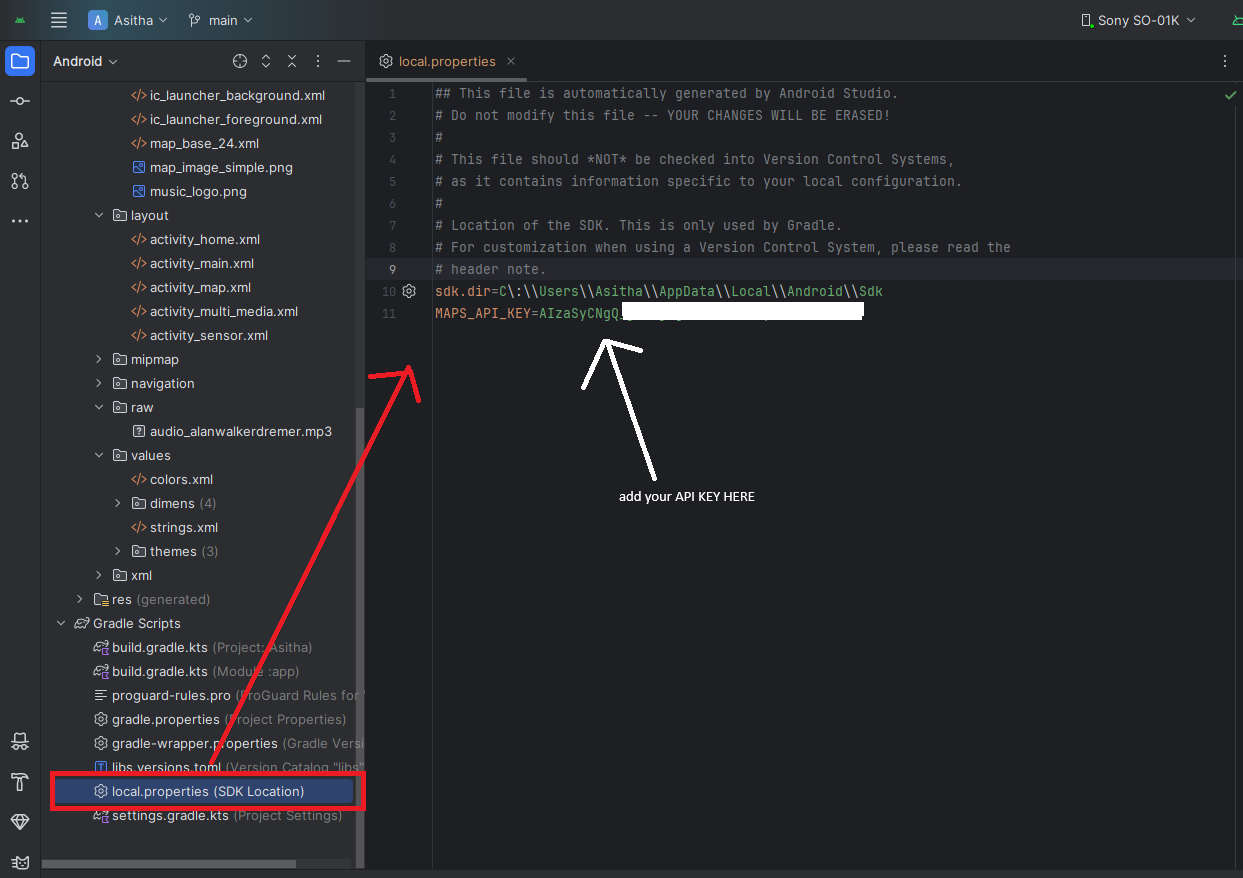 A Asitha main Sony SO-01K
Android
local.properties
ic_launcher_background.xml
ic_launcher_foreground.xml
map_base_24.xml
map_image_simple.png
music_logo.png
layout
activity_home.xml
activity_main.xml
activity_map.xml
activity_multi_media.xml
activity_sensor.xml
mipmap
navigation
raw
audio_alanwalkerdremer.mp3
values
colors.xml
dimens (4)
strings.xml
themes (3)
xml
res (generated)
Gradle Scripts
build.gradle.kts (Project: Asitha)
build.gradle.kts (Module :app)
proguard-rules.pro (ProGuard Rules for
gradle.properties (Project Properties)
gradle-wrapper.properties (Gradle Versi
libs.versions.toml (Version Catalog "libs"
local.properties (SDK Location)
settings.gradle.kts (Project Settings)
1 ## This file is automatically generated by Android Studio.
2 # Do not modify this file -- YOUR CHANGES WILL BE ERASED!
3 #
4 # This file should *NOT* be checked into Version Control Systems,
5 # as it contains information specific to your local configuration.
6 #
7 # Location of the SDK. This is only used by Gradle.
8 # For customization when using a Version Control System, please read the
9 # header note.
10 sdk.dir=C\:\\Users\\Asitha\\AppData\\Local\\Android\\Sdk
11 MAPS_API_KEY=AIzaSyCNgQ
add your API KEY HERE